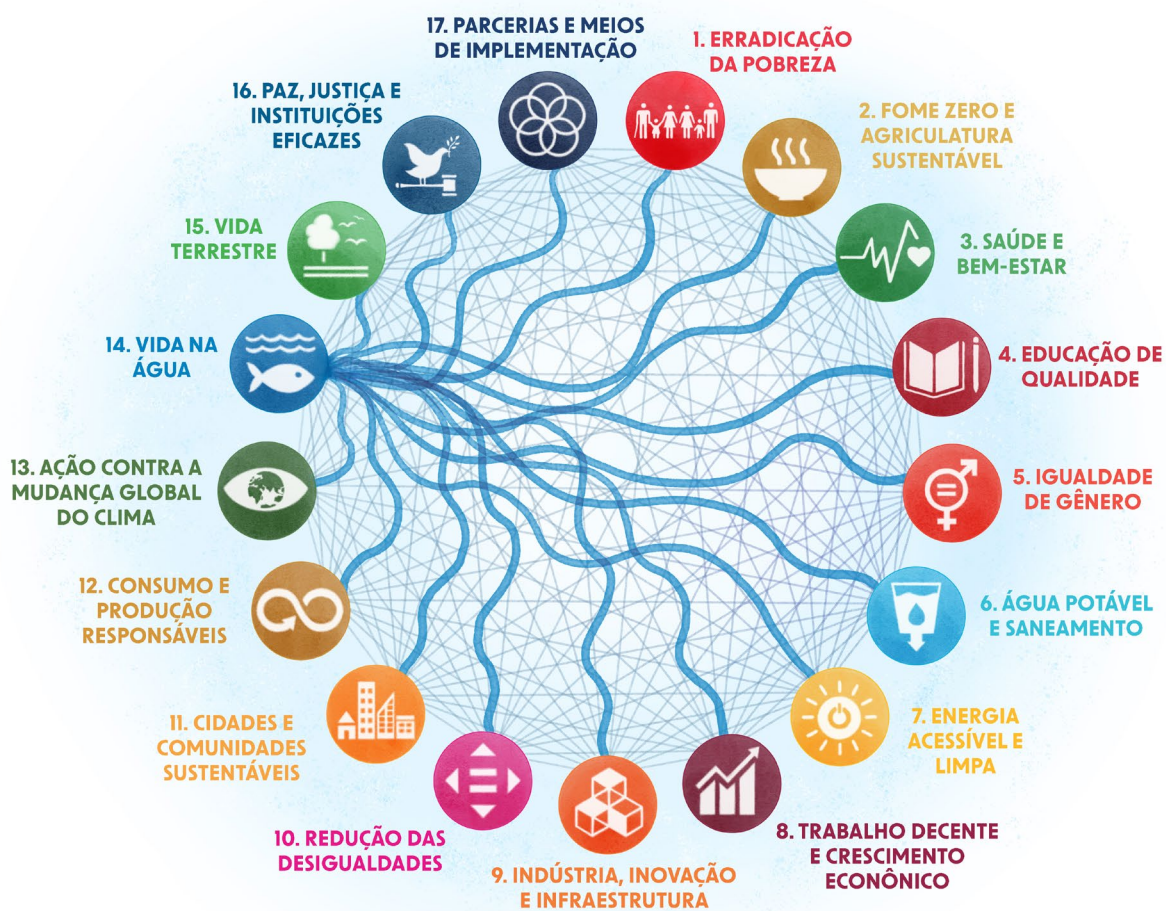 17. PARCERIAS E MEIOS
DE IMPLEMENTAÇÃO
1. ERRADICAÇÃO
DA POBREZA
2. FOME ZERO E
AGRICULATURA
SUSTENTÁVEL
3. SAÚDE E
BEM-ESTAR
4. EDUCAÇÃO DE
QUALIDADE
5. IGUALDADE
DE GÊNERO
6. ÁGUA POTÁVEL
E SANEAMENTO
7. ENERGIA
ACESSÍVEL E
LIMPA
8. TRABALHO DECENTE
E CRESCIMENTO
ECONÔMICO
9. INDÚSTRIA, INOVAÇÃO
E INFRAESTRUTURA
10. REDUÇÃO DAS
DESIGUALDADES
11. CIDADES E
COMUNIDADES
SUSTENTÁVEIS
12. CONSUMO E
PRODUÇÃO
RESPONSÁVEIS
13. AÇÃO CONTRA A
MUDANÇA GLOBAL
DO CLIMA
14. VIDA NA
ÁGUA
15. VIDA
TERRESTRE
16. PAZ, JUSTIÇA E
INSTITUIÇÕES
EFICAZES